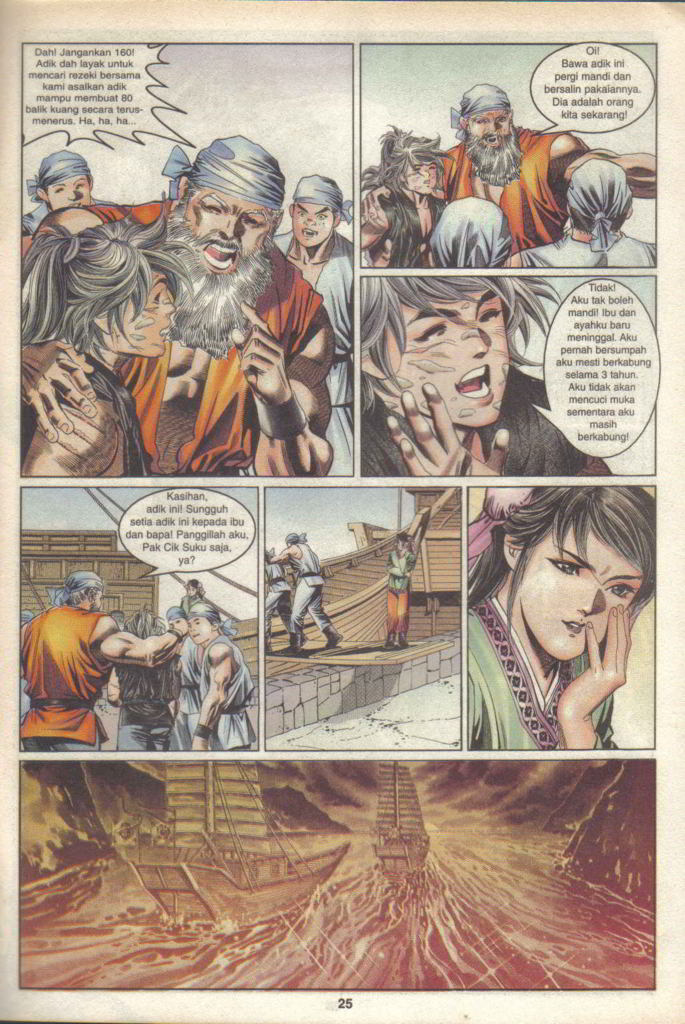 Dah! Jangankan 160!
Adik dah layak untuk
mencari rezeki bersama
kami asalkan adik
mampu membuat 80
balik kuang secara terus-
menerus. Ha, ha, ha...
Oi!
Bawa adik ini
pergi mandi dan
bersalin pakaiannya.
Dia adalah orang
kita sekarang!
Tidak!
Aku tak boleh
mandi! Ibu dan
ayahku baru
meninggal. Aku
pernah bersumpah
aku mesti berkabung
selama 3 tahun.
Aku tidak akan
mencuci muka
sementara aku
masih
berkabung!
Kasihan,
adik ini! Sungguh
setia adik ini kepada ibu
dan bapa! Panggillah aku,
Pak Cik Suku saja,
ya?
25